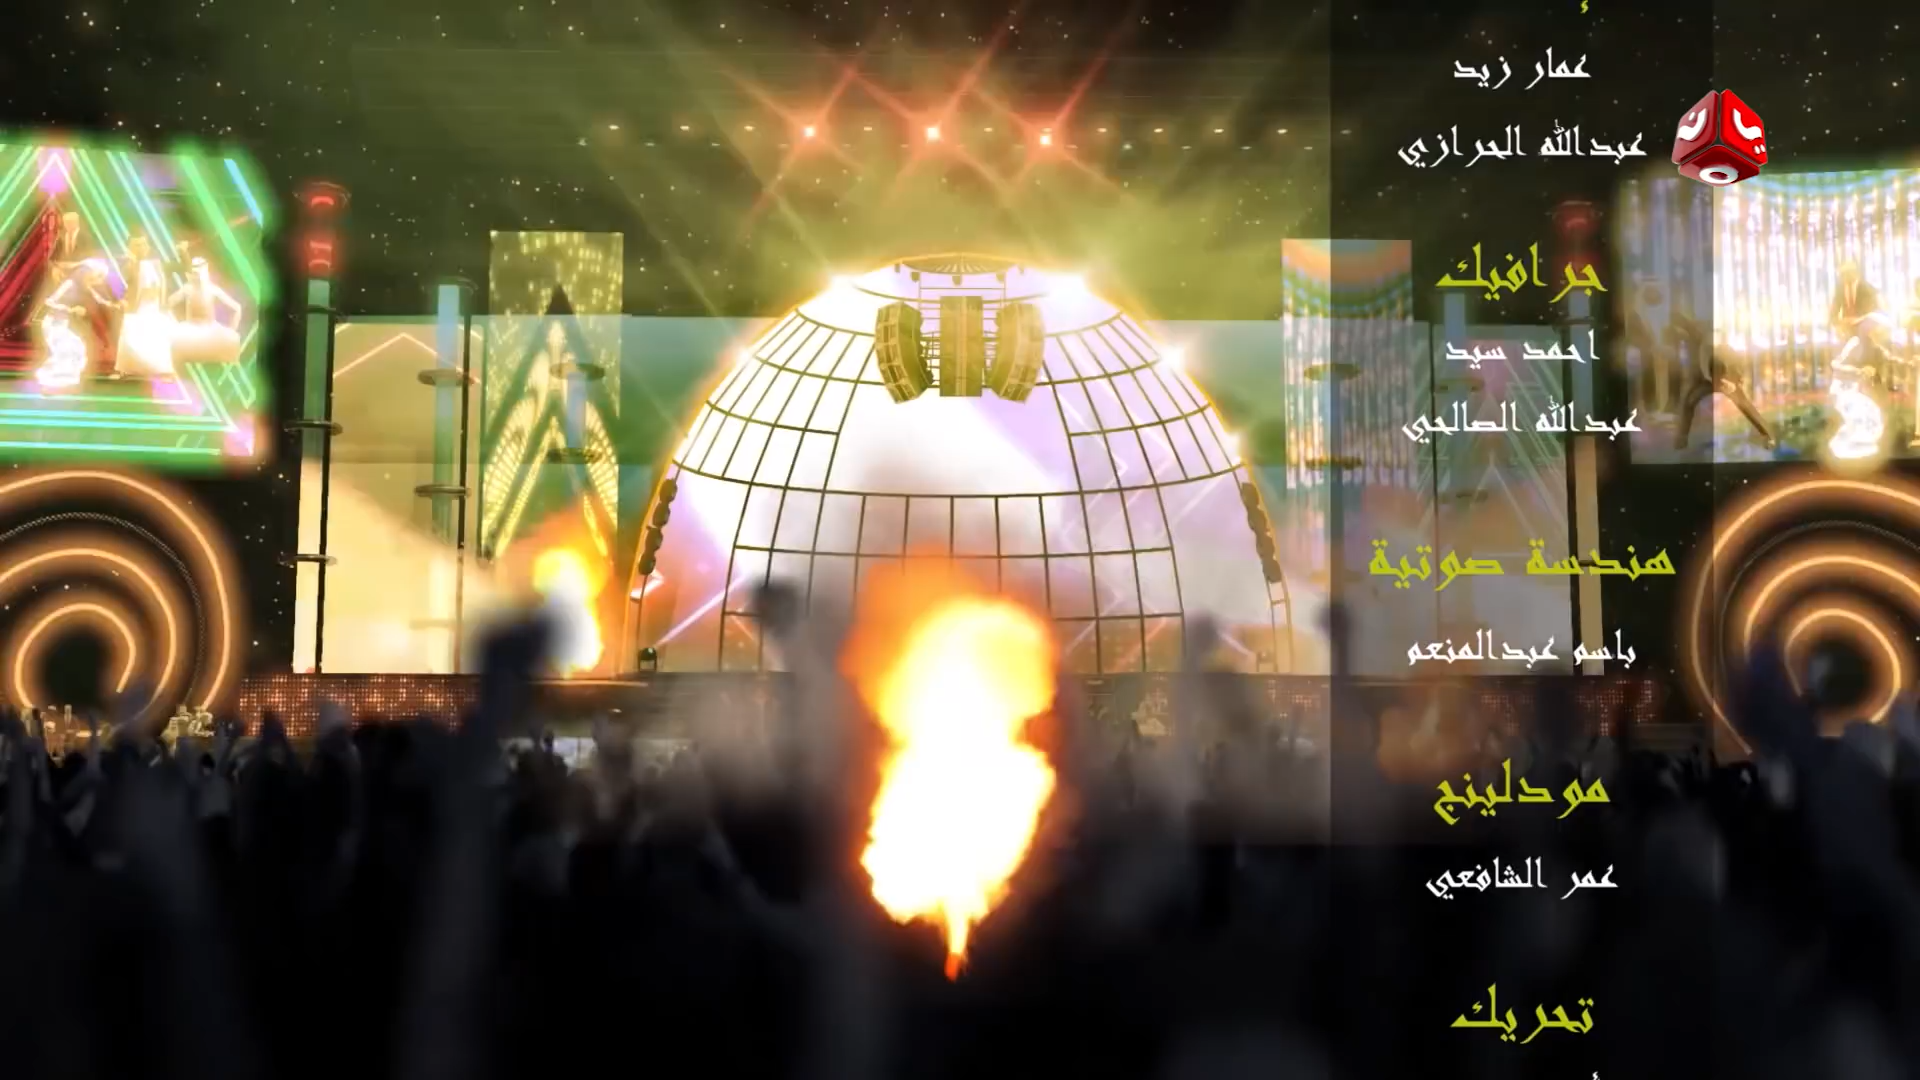 عمار زيد
عبدالله الحرازي
جرافيك
احمد سيد
عبدالله الصالحي
هندسة صوتية
باسم عبدالمنعم
مودلينج
عمر الشافعي
تحريك